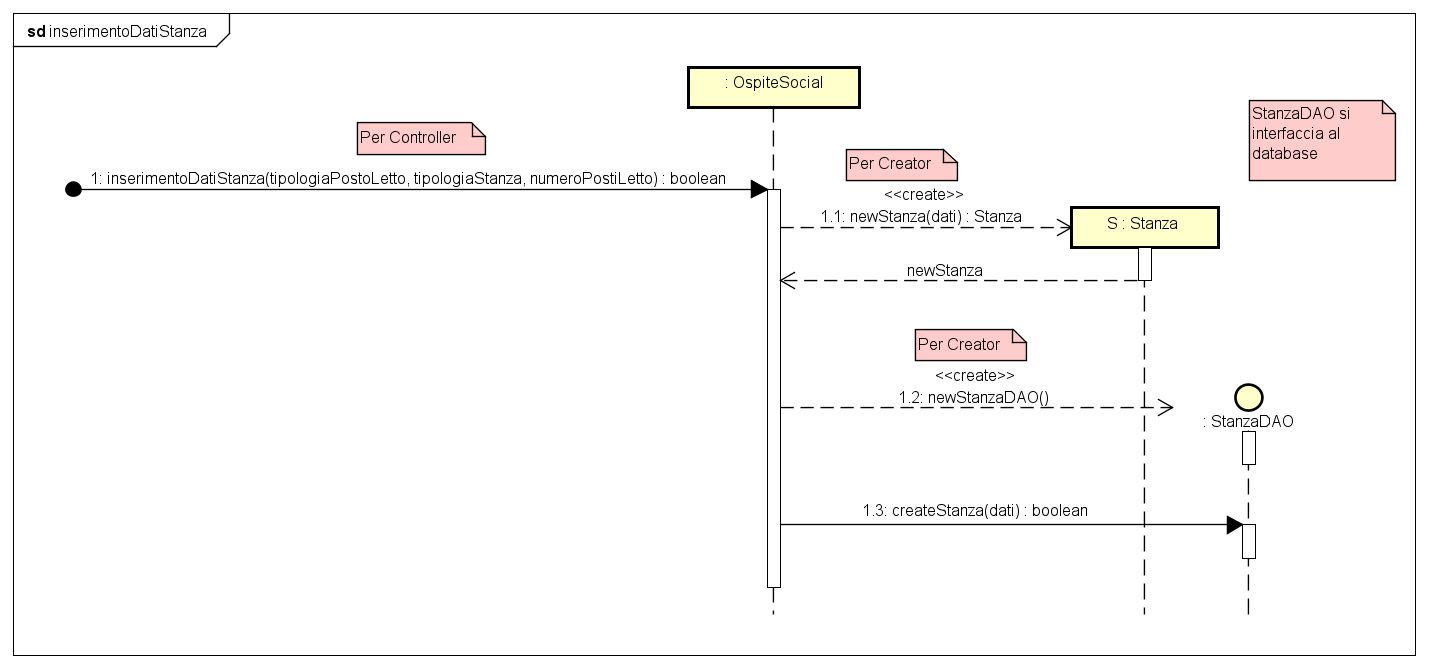 sd inserimentoDatiStanza
: OspiteSocial
StanzaDAO si
interfaccia al
database
Per Controller
Per Creator
1: inserimentoDatiStanza(tipologiaPostoLetto, tipologiaStanza, numeroPostiLetto) : boolean
<<create>>
1.1: newStanza(dati) : Stanza
S : Stanza
newStanza
Per Creator
<<create>>
1.2: newStanzaDAO()
: StanzaDAO
1.3: createStanza(dati) : boolean